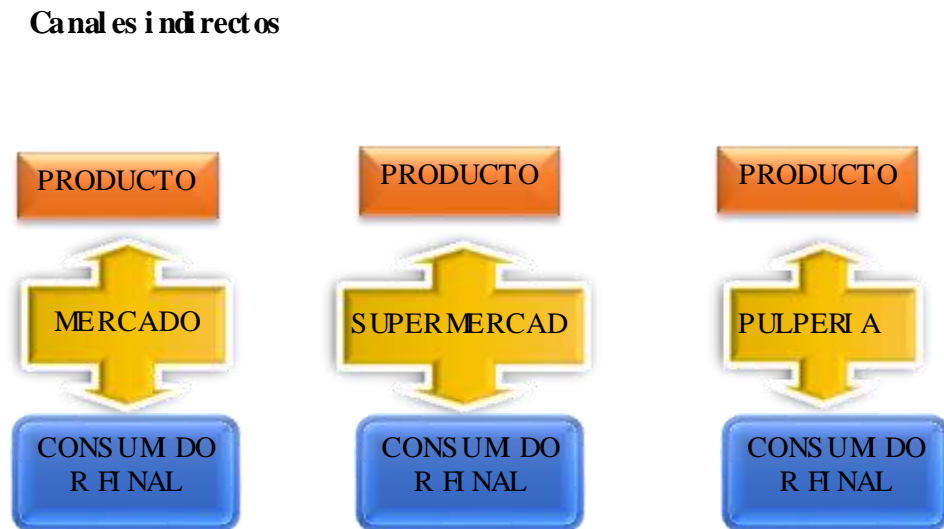 Canales indirectos
PRODUCTO
PRODUCTO
PRODUCTO
MERCADO
SUPERMERCAD
PULPERIA
CONSUMIDO
R FINAL
CONSUMIDO
R FINAL
CONSUMIDO
R FINAL